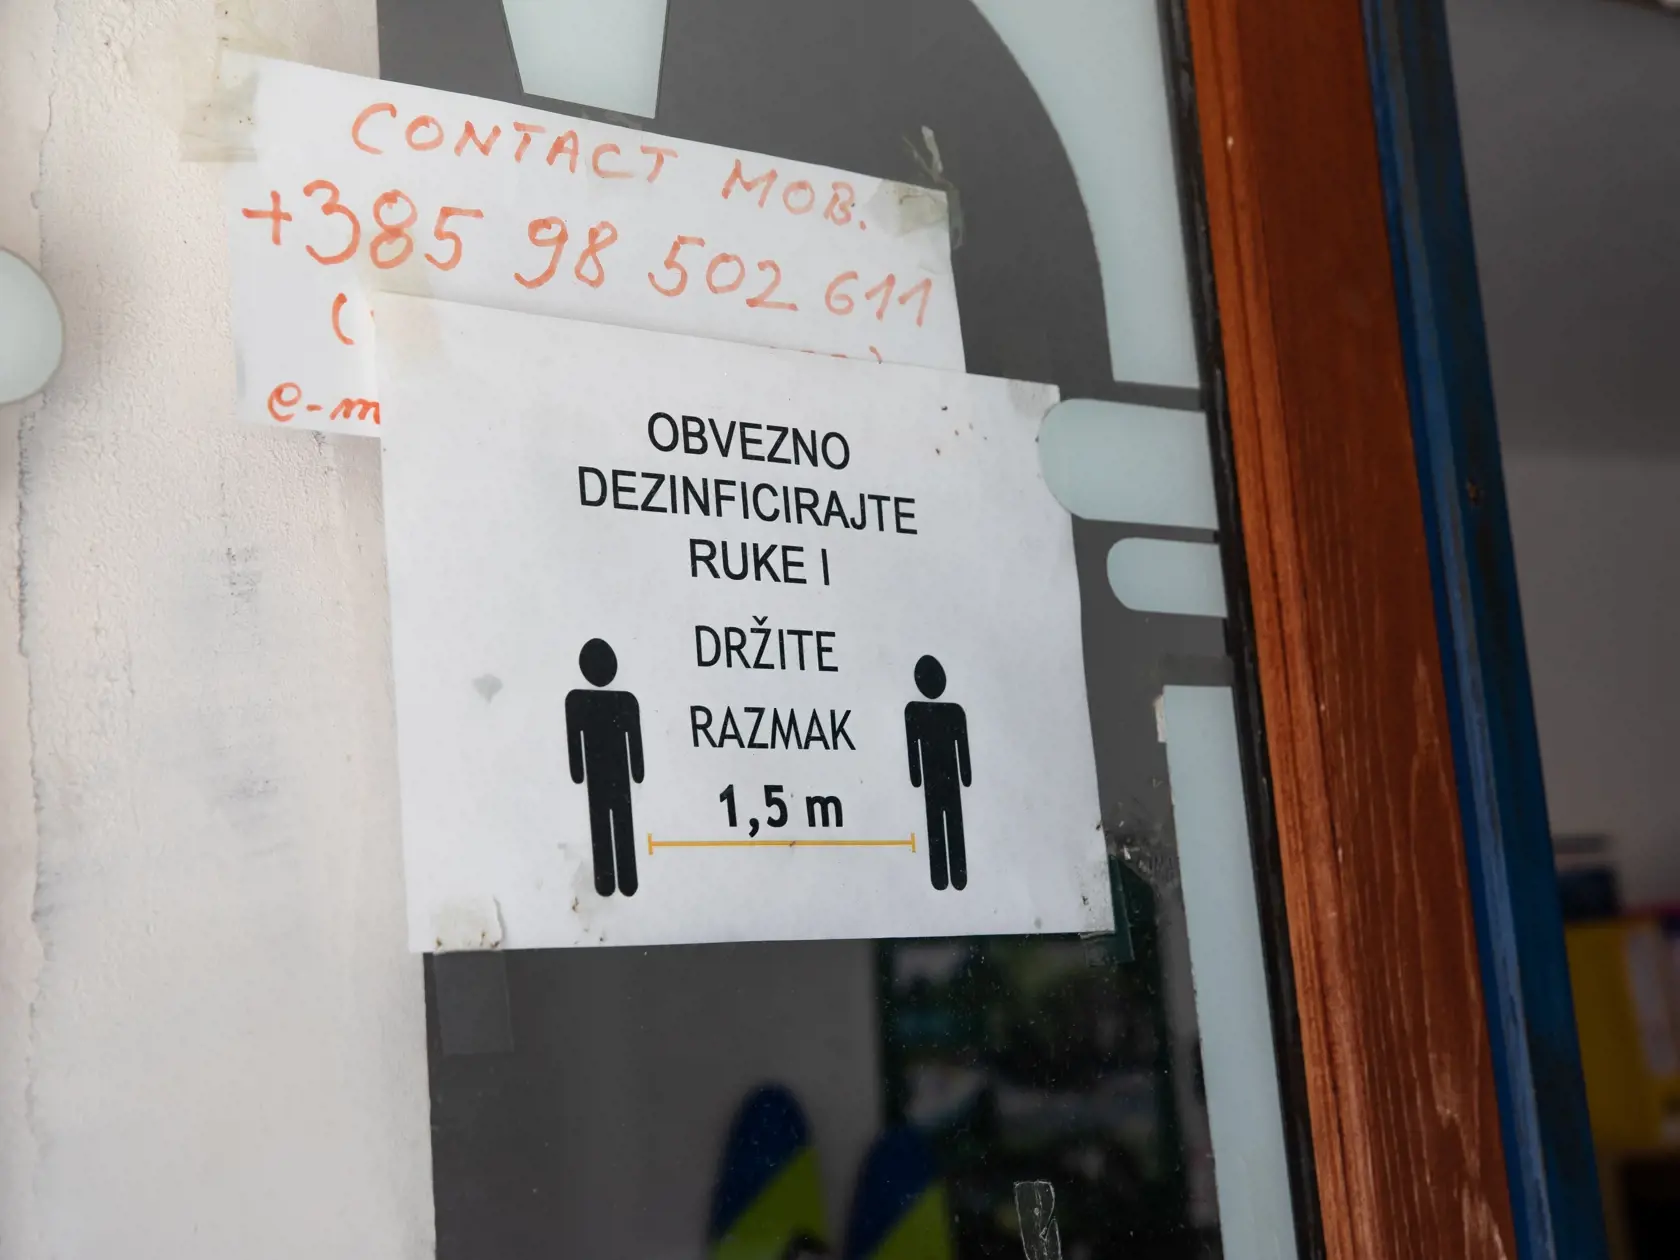 CONTACT MOB.
+385 98 502 611
(
e-m
OBVEZNO
DEZINFICIRAJTE
RUKE I
DRŽITE
RAZMAK
1,5 m